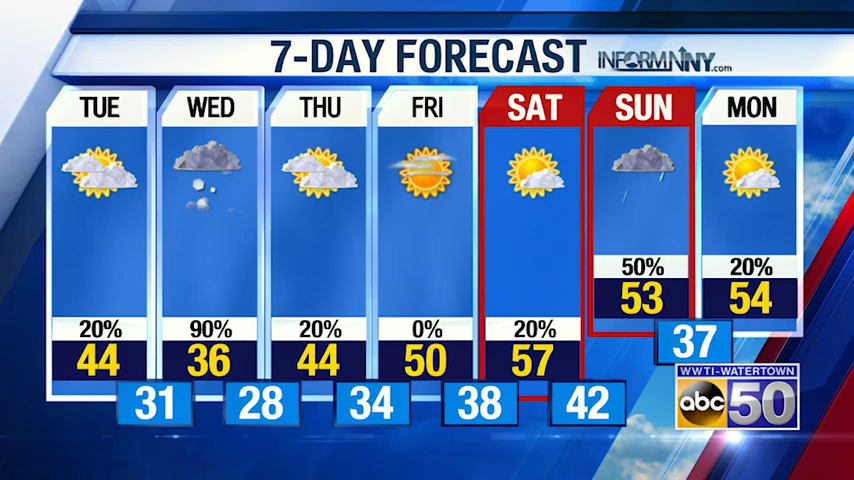 7-DAY FORECAST INFORMNNY.com
TUE WED THU FRI SAT SUN MON
50% 20%
53 54
20% 90% 20% 0% 20%
44 36 44 50 57
37
31 28 34 38 42
WWTI-WATERTOWN
abc 50